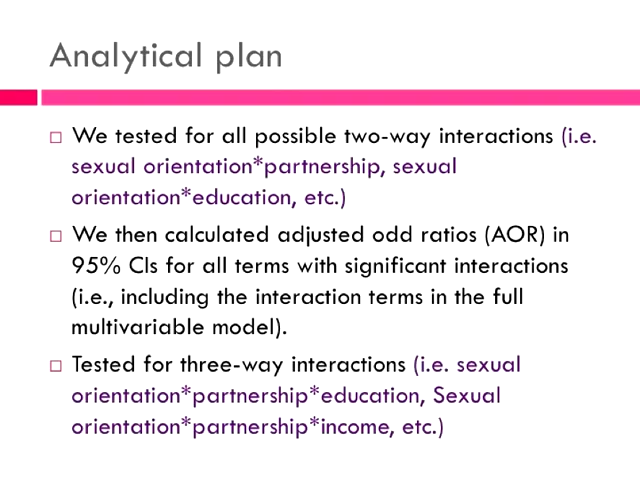 Analytical plan
We tested for all possible two-way interactions (i.e.
sexual orientation*partnership, sexual
orientation*education, etc.)
We then calculated adjusted odd ratios (AOR) in
95% CIs for all terms with significant interactions
(i.e., including the interaction terms in the full
multivariable model).
Tested for three-way interactions (i.e. sexual
orientation*partnership*education, Sexual
orientation*partnership*income, etc.)